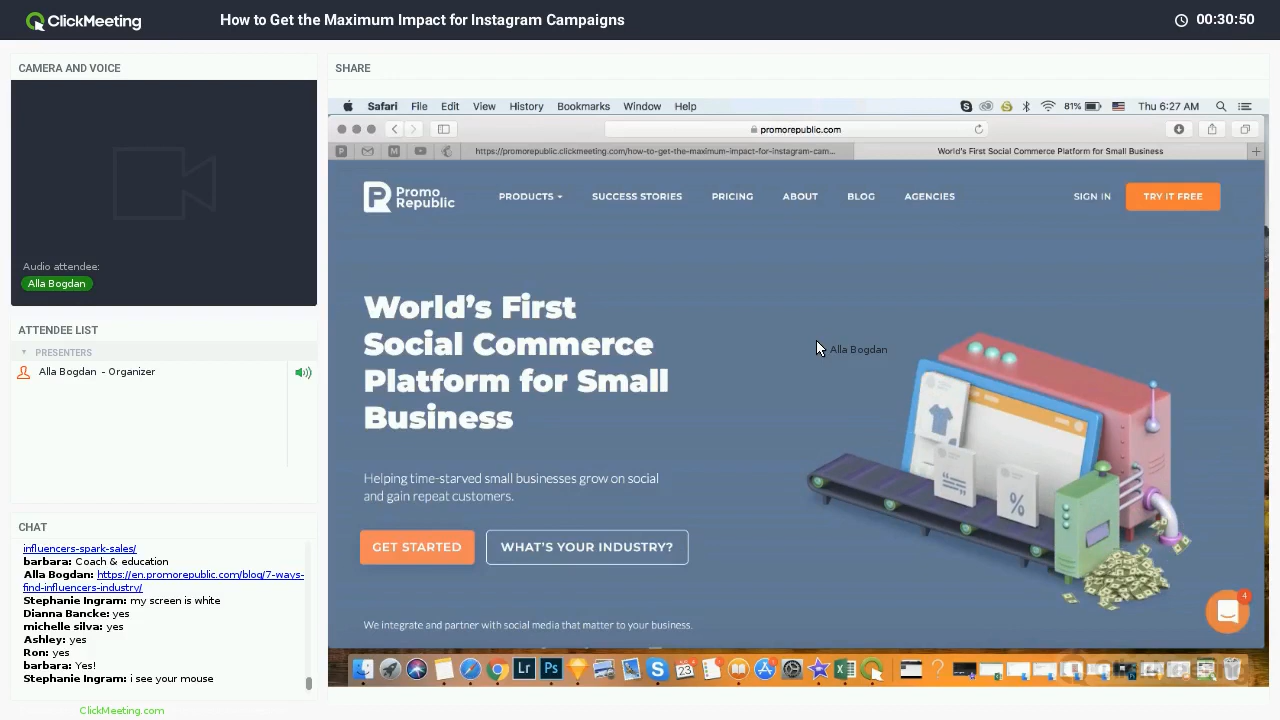 ClickMeeting
How to Get the Maximum Impact for Instagram Campaigns
00:30:50
CAMERA AND VOICE
Audio attendee:
Alla Bogdan
ATTENDEE LIST
PRESENTERS
Alla Bogdan - Organizer
CHAT
influencers-spark-sales/
barbara: Coach & education
Alla Bogdan: https://en.promorepublic.com/blog/7-ways-
find-influencers-industry/
Stephanie Ingram: my screen is white
Dianna Bancke: yes
michelle silva: yes
Ashley: yes
Ron: yes
barbara: Yes!
Stephanie Ingram: i see your mouse
ClickMeeting.com
SHARE
Safari File Edit View History Bookmarks Window Help
81% Thu 6:27 AM
promorepublic.com
https://promorepublic.clickmeeting.com/how-to-get-the-maximum-impact-for-instagram-cam...
World's First Social Commerce Platform for Small Business
Promo
Republic
PRODUCTS SUCCESS STORIES PRICING ABOUT BLOG AGENCIES SIGN IN TRY IT FREE
World's First
Social Commerce
Platform for Small
Business
Alla Bogdan
Helping time-starved small businesses grow on social
and gain repeat customers.
GET STARTED
WHAT'S YOUR INDUSTRY?
%
4
We integrate and partner with social media that matter to your business.
Lr
Ps
23